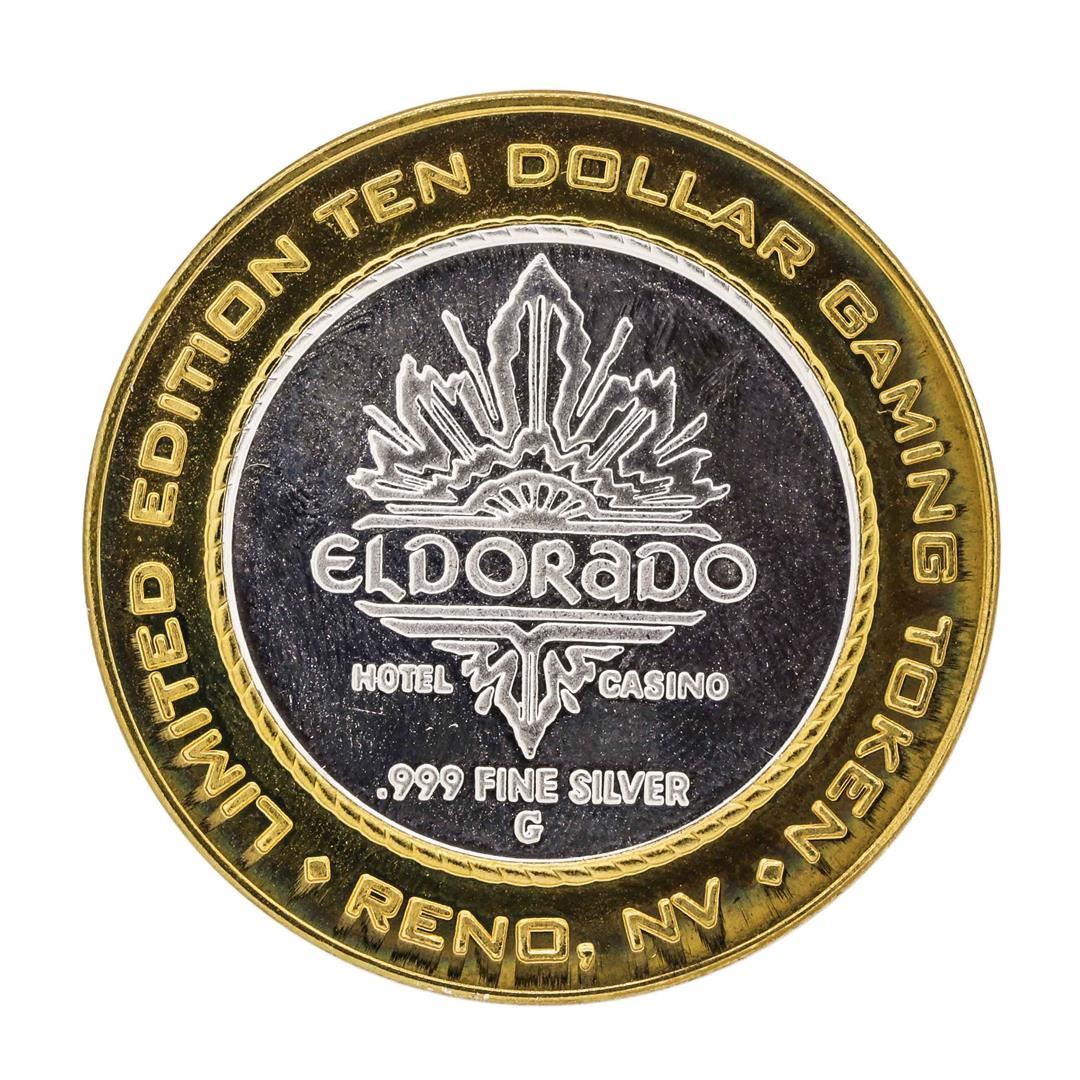 LIMITED EDITION TEN DOLLAR GAMING TOKEN
ELDORADO
HOTEL CASINO
.999 FINE SILVER
G
RENO, NV